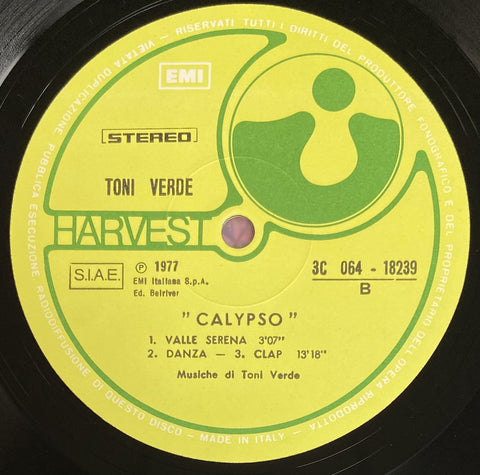 RISERVATI TUTTI I DIRITTI DEL PRODUTTORE FONOGRAFICO E DEL PROPRIETARIO DELL'OPERA RIPRODOTTA
EMI
STEREO
TONI VERDE
HARVEST
S.I.A.E.
Ⓟ 1977
EMI Italiana S.p.A.
Ed. Belriver
3C 064 - 18239
B
"CALYPSO"
1. VALLE SERENA 3'07"
2. DANZA — 3. CLAP 13'18"
Musiche di Toni Verde
VIETATA DUPLICAZIONE PUBBLICA ESECUZIONE RADIODIFFUSIONE DI QUESTO DISCO - MADE IN ITALY -